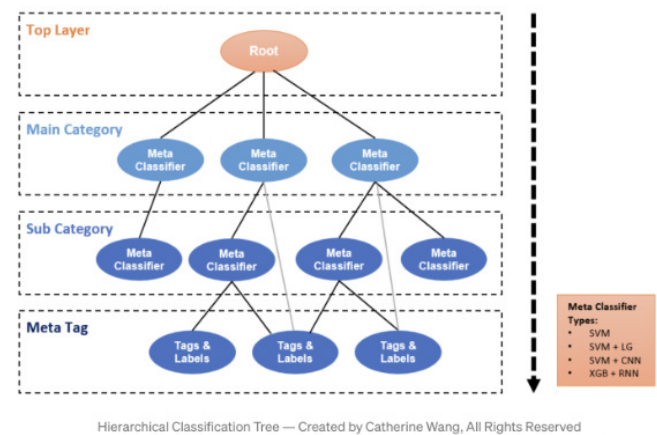 Top Layer
Root
Main Category
Meta
Classifier
Meta
Classifier
Meta
Classifier
Sub Category
Meta
Classifier
Meta
Classifier
Meta
Classifier
Meta
Classifier
Meta Tag
Tags &
Labels
Tags &
Labels
Tags &
Labels
Meta Classifier
Types:
• SVM
• SVM + LG
• SVM + CNN
• XGB + RNN
Hierarchical Classification Tree — Created by Catherine Wang, All Rights Reserved